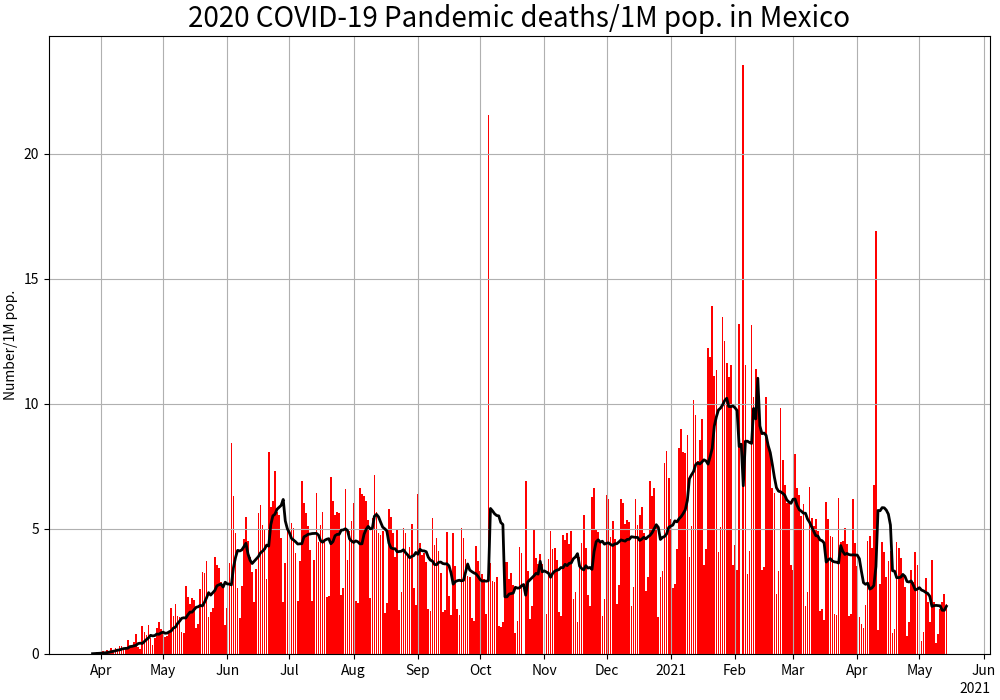 2020 COVID-19 Pandemic deaths/1M pop. in Mexico
Number/1M pop.
20
15
10
5
0
Apr May Jun Jul Aug Sep Oct Nov Dec 2021 Feb Mar Apr May Jun
2021